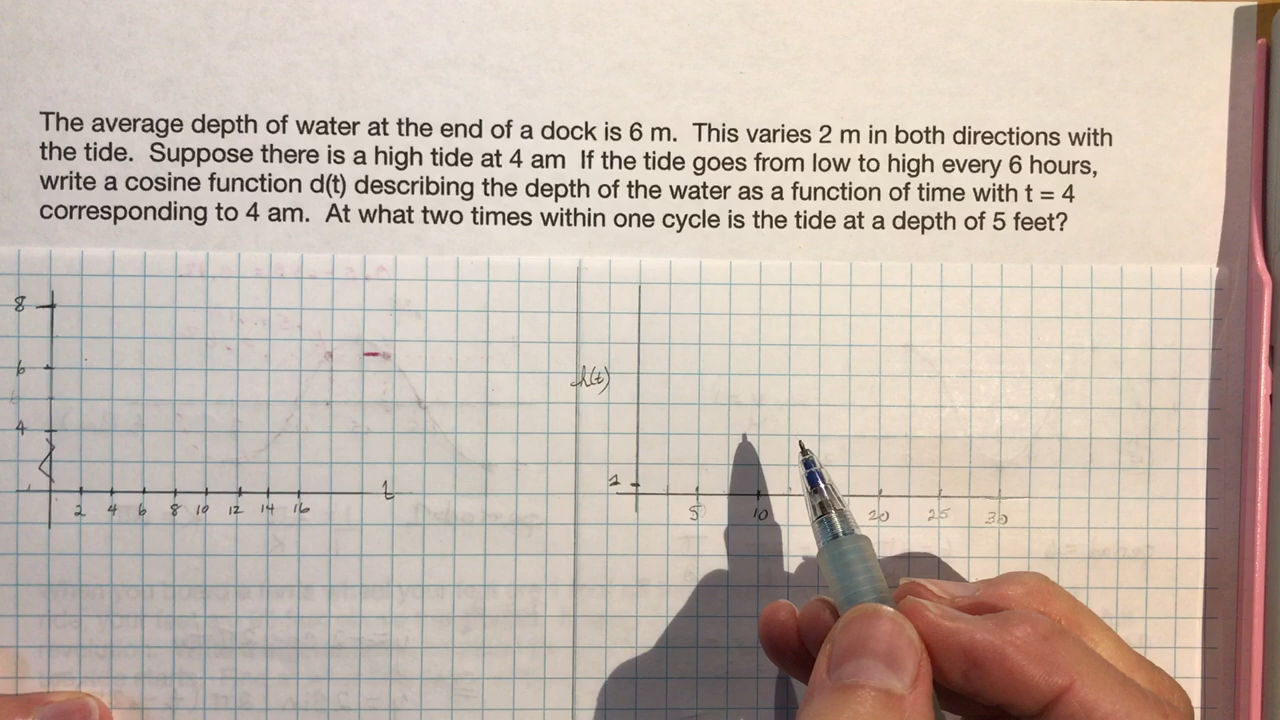 The average depth of water at the end of a dock is 6 m. This varies 2 m in both directions with
the tide. Suppose there is a high tide at 4 am If the tide goes from low to high every 6 hours,
write a cosine function d(t) describing the depth of the water as a function of time with t = 4
corresponding to 4 am. At what two times within one cycle is the tide at a depth of 5 feet?
8
6
4
t
2 4 6 8 10 12 14 16
h(t)
2
5 10 20 25 30